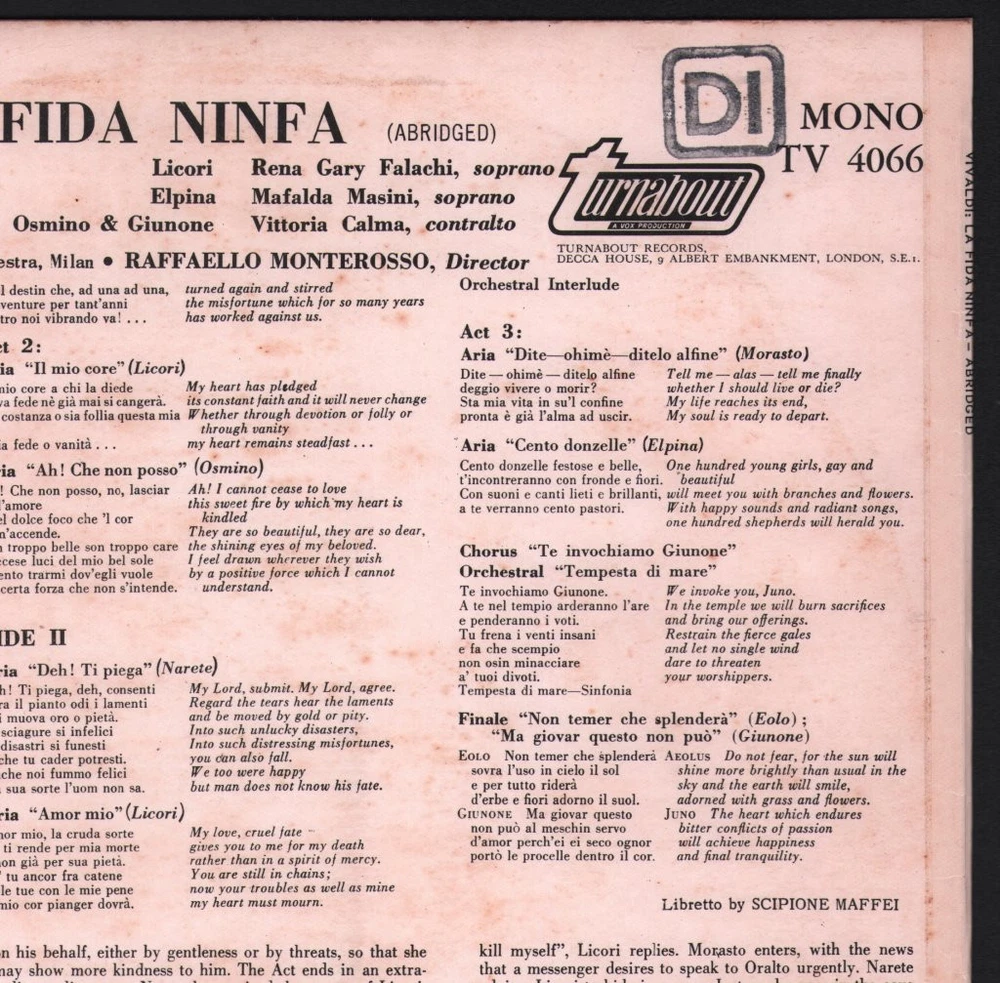 DI
MONO
TV 4066
FIDA NINFA (ABRIDGED)
Licori Rena Gary Falachi, soprano
Elpina Mafalda Masini, soprano
Osmino & Giunone Vittoria Calma, contralto
estra, Milan • RAFFAELLO MONTEROSSO, Director
turnabout
A VOX PRODUCTION
TURNABOUT RECORDS,
DECCA HOUSE, 9 ALBERT EMBANKMENT, LONDON, S.E.1.
VIVALDI: LA FIDA NINFA – ABRIDGED
l destin che, ad una ad una, turned again and stirred
venture per tant'anni the misfortune which for so many years
tro noi vibrando va! . . . has worked against us.
ct 2:
ia “Il mio core” (Licori)
mio core a chi la diede My heart has pledged
va fede nè già mai si cangerà. its constant faith and it will never change
costanza o sia follia questa mia Whether through devotion or folly or
through vanity
ia fede o vanità . . . my heart remains steadfast . . .
ria “Ah! Che non posso” (Osmino)
! Che non posso, no, lasciar Ah! I cannot cease to love
l'amore this sweet fire by which my heart is
el dolce foco che 'l cor kindled
n'accende. They are so beautiful, they are so dear,
n troppo belle son troppo care the shining eyes of my beloved.
ccese luci del mio bel sole I feel drawn wherever they wish
ento trarmi dov'egli vuole by a positive force which I cannot
certa forza che non s'intende. understand.
IDE II
ria “Deh! Ti piega” (Narete)
h! Ti piega, deh, consenti My Lord, submit. My Lord, agree.
ra il pianto odi i lamenti Regard the tears hear the laments
i muova oro o pietà. and be moved by gold or pity.
sciagure si infelici Into such unlucky disasters,
disastri si funesti Into such distressing misfortunes,
che tu cader potresti. you can also fall.
che noi fummo felici We too were happy
sua sorte l'uom non sa. but man does not know his fate.
ria “Amor mio” (Licori)
mor mio, la cruda sorte My love, cruel fate
ti rende per mia morte gives you to me for my death
non già per sua pietà. rather than in a spirit of mercy.
' tu ancor fra catene You are still in chains;
le tue con le mie pene now your troubles as well as mine
mio cor pianger dovrà. my heart must mourn.
Orchestral Interlude
Act 3:
Aria “Dite—ohimè—ditelo alfine” (Morasto)
Dite — ohimè — ditelo alfine Tell me — alas — tell me finally
deggio vivere o morir? whether I should live or die?
Sta mia vita in su'l confine My life reaches its end,
pronta è già l'alma ad uscir. My soul is ready to depart.
Aria “Cento donzelle” (Elpina)
Cento donzelle festose e belle, One hundred young girls, gay and
t'incontreranno con fronde e fiori. beautiful
Con suoni e canti lieti e brillanti, will meet you with branches and flowers.
a te verranno cento pastori. With happy sounds and radiant songs,
one hundred shepherds will herald you.
Chorus “Te invochiamo Giunone”
Orchestral “Tempesta di mare”
Te invochiamo Giunone. We invoke you, Juno.
A te nel tempio arderanno l'are In the temple we will burn sacrifices
e penderanno i voti. and bring our offerings.
Tu frena i venti insani Restrain the fierce gales
e fa che scempio and let no single wind
non osin minacciare dare to threaten
a' tuoi divoti. your worshippers.
Tempesta di mare—Sinfonia
Finale “Non temer che splenderà” (Eolo) ;
“Ma giovar questo non può” (Giunone)
EOLO Non temer che splenderà AEOLUS Do not fear, for the sun will
sovra l'uso in cielo il sol shine more brightly than usual in the
e per tutto riderà sky and the earth will smile,
d'erbe e fiori adorno il suol. adorned with grass and flowers.
GIUNONE Ma giovar questo JUNO The heart which endures
non può al meschin servo bitter conflicts of passion
d'amor perch'ei ei seco ognor will achieve happiness
portò le procelle dentro il cor. and final tranquility.
Libretto by SCIPIONE MAFFEI
on his behalf, either by gentleness or by threats, so that she
may show more kindness to him. The Act ends in an extra-
kill myself”, Licori replies. Morasto enters, with the news
that a messenger desires to speak to Oralto urgently. Narete